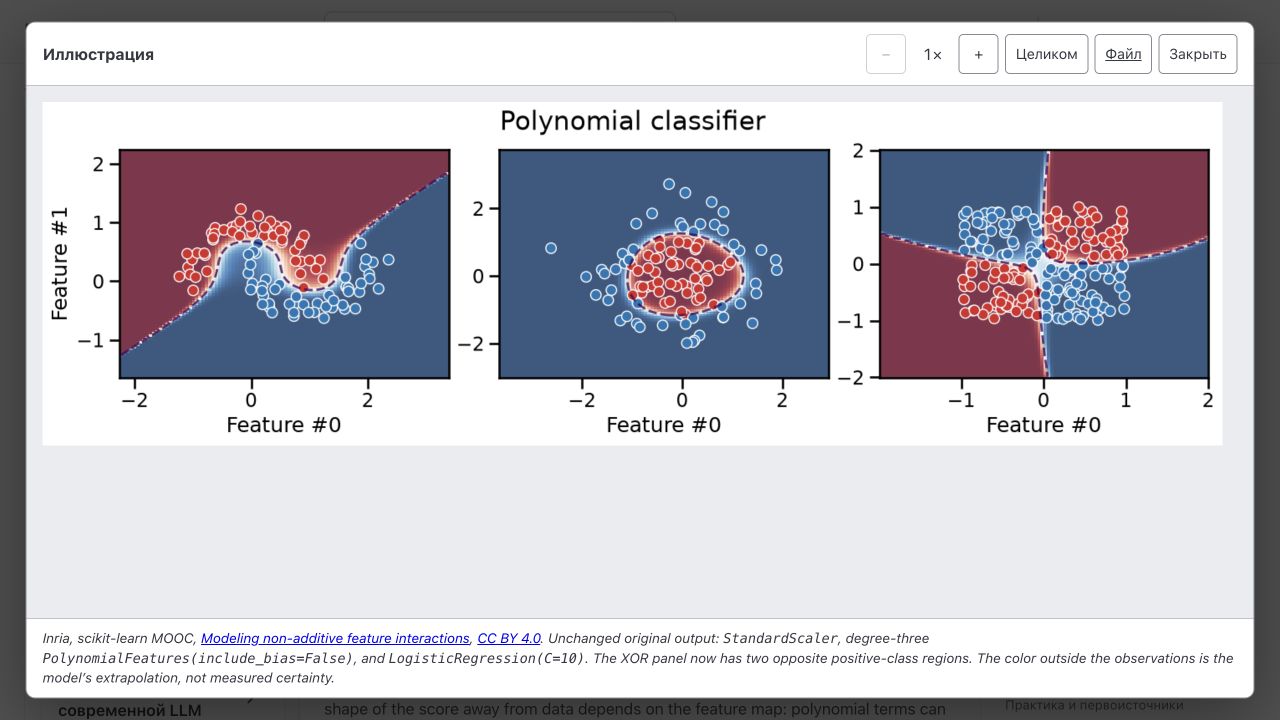 Иллюстрация
−
1×
+
Целиком
Файл
Закрыть
Polynomial classifier
Feature #1
2
1
0
−1
−2
0
2
Feature #0
2
0
−2
−2
0
2
Feature #0
2
1
0
−1
−2
−1
0
1
2
Feature #0
Inria, scikit-learn MOOC, Modeling non-additive feature interactions, CC BY 4.0. Unchanged original output: StandardScaler, degree-three
PolynomialFeatures(include_bias=False), and LogisticRegression(C=10). The XOR panel now has two opposite positive-class regions. The color outside the observations is the
model’s extrapolation, not measured certainty.
современной LLM
shape of the score away from data depends on the feature map: polynomial terms can
Практика и первоисточники